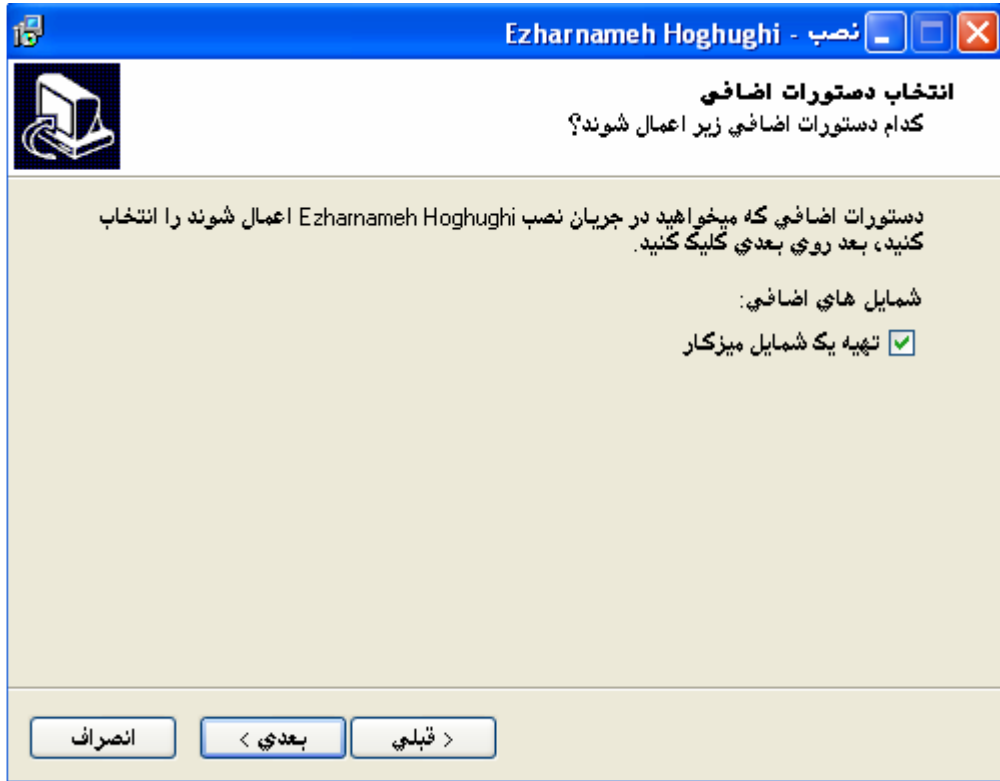 نصب - Ezharnameh Hoghughi
انتخاب دستورات اضافي
كدام دستورات اضافي زير اعمال شوند؟
دستورات اضافي كه ميخواهيد در جريان نصب Ezharnameh Hoghughi اعمال شوند را انتخاب
كنيد، بعد روي بعدي كليك كنيد.
شمايل هاي اضافي:
تهيه يك شمايل ميزكار
< قبلي
بعدي >
انصراف